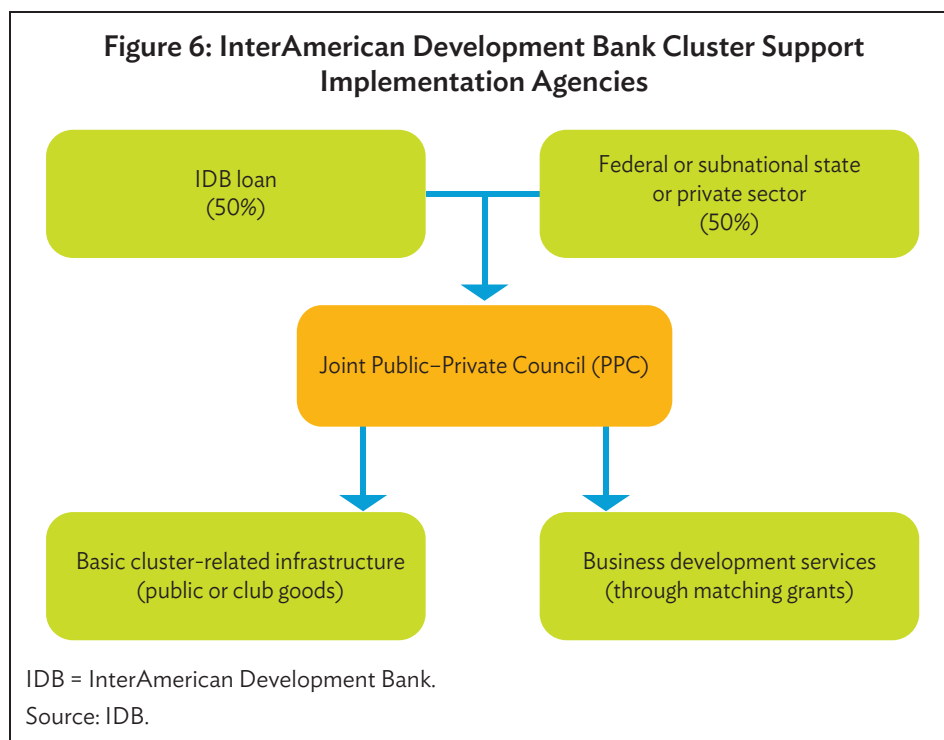 Figure 6: InterAmerican Development Bank Cluster Support
Implementation Agencies
IDB loan
(50%)
Federal or subnational state
or private sector
(50%)
Joint Public–Private Council (PPC)
Basic cluster-related infrastructure
(public or club goods)
Business development services
(through matching grants)
IDB = InterAmerican Development Bank.
Source: IDB.